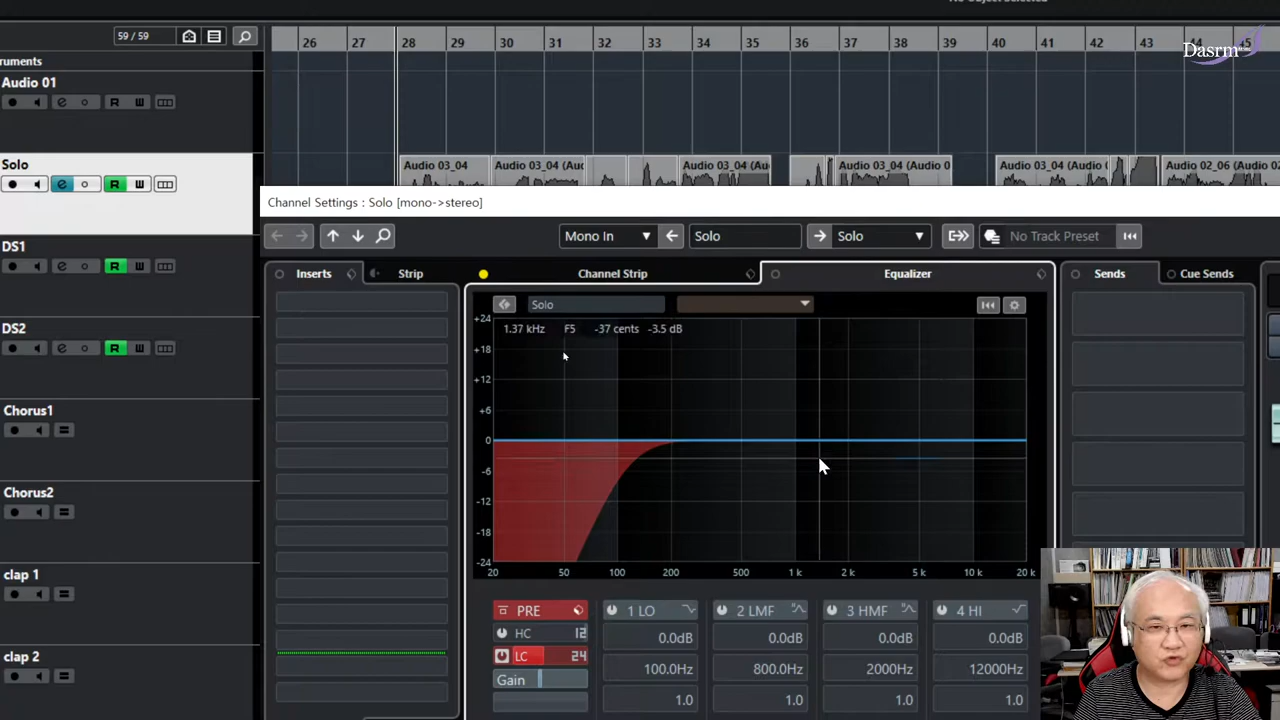 59 / 59
26 27 28 29 30 31 32 33 34 35 36 37 38 39 40 41 42 43 44 45
Dasrm
ruments
Audio 01
R
Solo
e R
Audio 03_04 Audio 03_04 (Auc Audio 03_04 (Aud Audio 03_04 (Audio 0 Audio 03_04 (Audio ( Audio 02_06 (Audio 02
Channel Settings : Solo [mono->stereo]
Mono In Solo Solo No Track Preset
DS1
e R
Inserts Strip Channel Strip Equalizer Sends Cue Sends
Solo
+24
1.37 kHz F5 -37 cents -3.5 dB
DS2
e R
+18
+12
+6
Chorus1
0
-6
Chorus2
-12
-18
-24
20 50 100 200 500 1 k 2 k 5 k 10 k 20 k
clap 1
PRE 1 LO 2 LMF 3 HMF 4 HI
HC 12 0.0dB 0.0dB 0.0dB 0.0dB
clap 2
LC 24 100.0Hz 800.0Hz 2000Hz 12000Hz
Gain 1.0 1.0 1.0 1.0